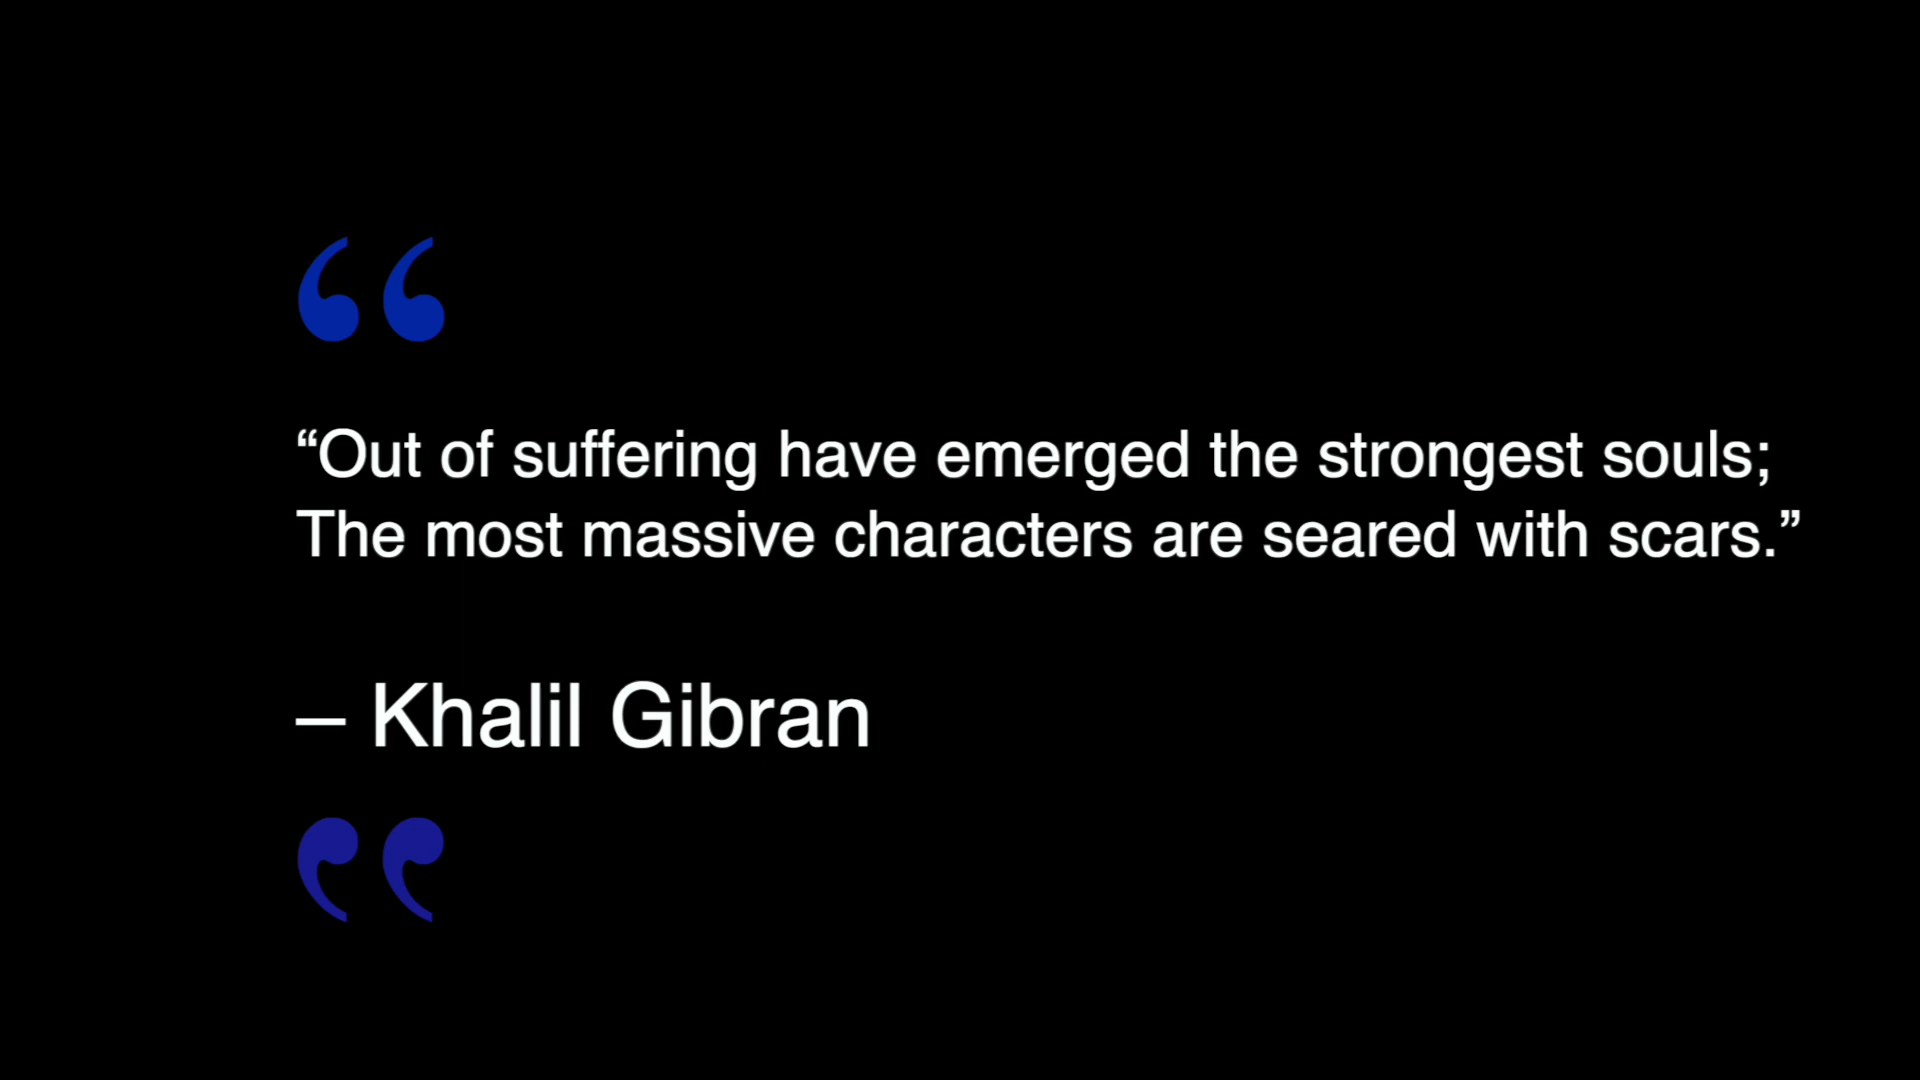 “
“Out of suffering have emerged the strongest souls;
The most massive characters are seared with scars.”
– Khalil Gibran
”